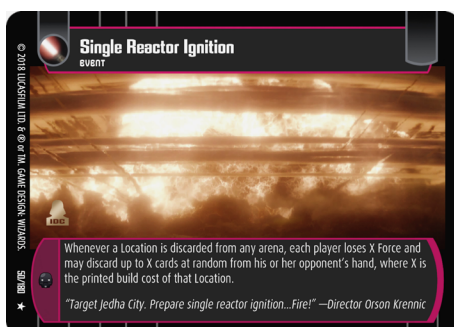 Single Reactor Ignition
EVENT
© 2018 LUCASFILM LTD. & ® or TM. GAME DESIGN: WIZARDS.
50/180
IDC
Whenever a Location is discarded from any arena, each player loses X Force and
may discard up to X cards at random from his or her opponent's hand, where X is
the printed build cost of that Location.
"Target Jedha City. Prepare single reactor ignition...Fire!" —Director Orson Krennic